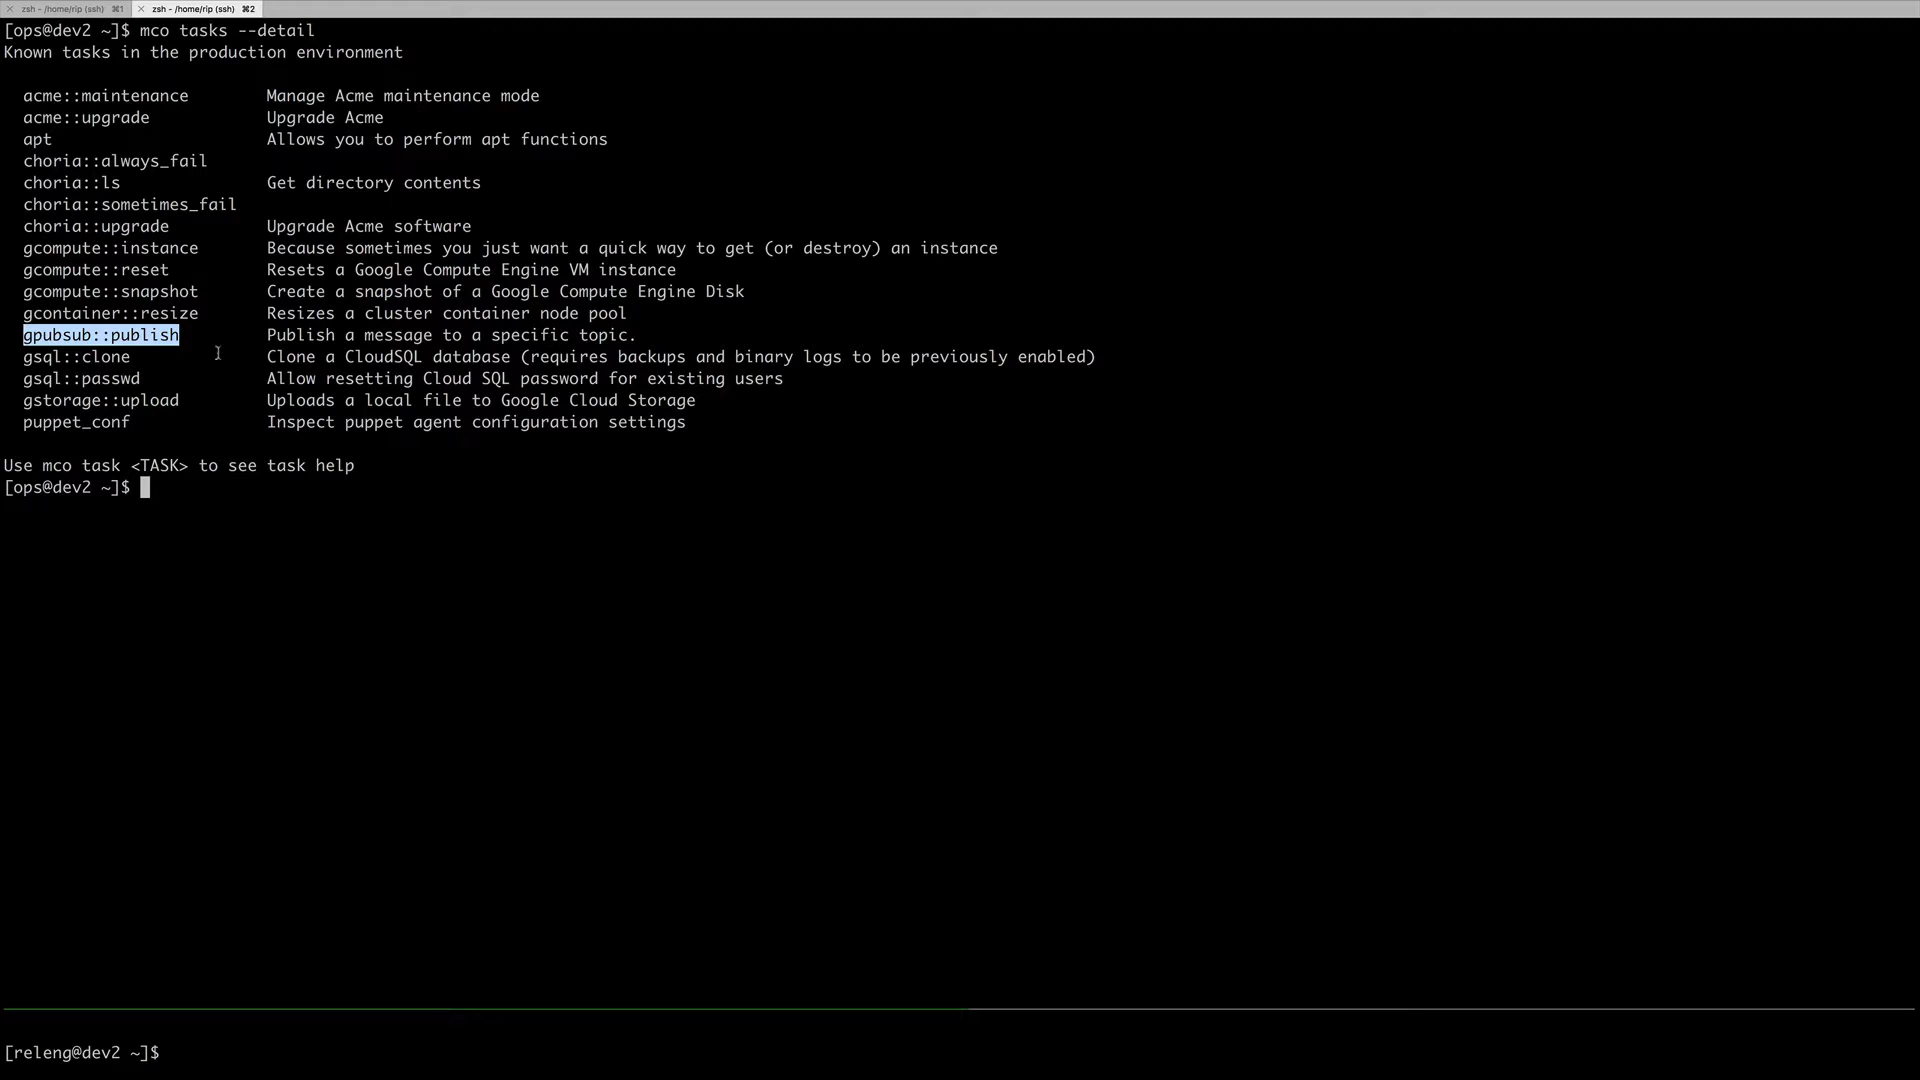 zsh - /home/rip (ssh) ⌘1 zsh - /home/rip (ssh) ⌘2
[ops@dev2 ~]$ mco tasks --detail
Known tasks in the production environment
acme::maintenance Manage Acme maintenance mode
acme::upgrade Upgrade Acme
apt Allows you to perform apt functions
choria::always_fail
choria::ls Get directory contents
choria::sometimes_fail
choria::upgrade Upgrade Acme software
gcompute::instance Because sometimes you just want a quick way to get (or destroy) an instance
gcompute::reset Resets a Google Compute Engine VM instance
gcompute::snapshot Create a snapshot of a Google Compute Engine Disk
gcontainer::resize Resizes a cluster container node pool
gpubsub::publish Publish a message to a specific topic.
gsql::clone Clone a CloudSQL database (requires backups and binary logs to be previously enabled)
gsql::passwd Allow resetting Cloud SQL password for existing users
gstorage::upload Uploads a local file to Google Cloud Storage
puppet_conf Inspect puppet agent configuration settings
Use mco task <TASK> to see task help
[ops@dev2 ~]$
[releng@dev2 ~]$